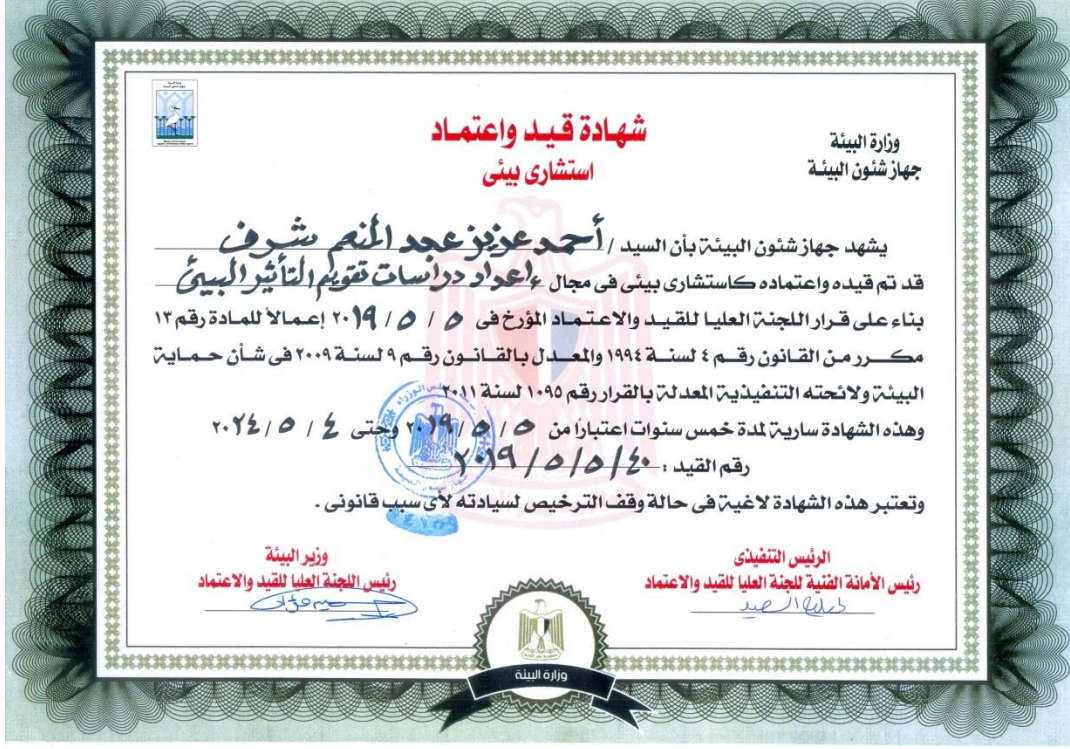 وزارة البيئة
جهاز شئون البيئة
شهادة قيد واعتماد
استشارى بيئى
يشهد جهاز شئون البيئة بأن السيد / أحمد عزيز عبد المنعم شرف
قد تم قيده واعتماده كاستشارى بيئى فى مجال اعداد دراسات تقويم التأثير البيئى
بناء على قرار اللجنة العليا للقيد والاعتماد المؤرخ فى ٥ / ٥ / ٢٠١٩ إعمالاً للمادة رقم ١٣
مكرر من القانون رقم ٤ لسنة ١٩٩٤ والمعدل بالقانون رقم ٩ لسنة ٢٠٠٩ فى شأن حماية
البيئة ولائحته التنفيذية المعدلة بالقرار رقم ١٠٩٥ لسنة ٢٠١١
وهذه الشهادة سارية لمدة خمس سنوات اعتبارًا من ٥ / ٥ / ٢٠١٩ وحتى ٤ / ٥ / ٢٠٢٤
رقم القيد : ٤٠ / ٥ / ٥ / ٢٠١٩
وتعتبر هذه الشهادة لاغية فى حالة وقف الترخيص لسيادته لأى سبب قانونى .
الرئيس التنفيذى
رئيس الأمانة الفنية للجنة العليا للقيد والاعتماد
وزير البيئة
رئيس اللجنة العليا للقيد والاعتماد
وزارة البيئة